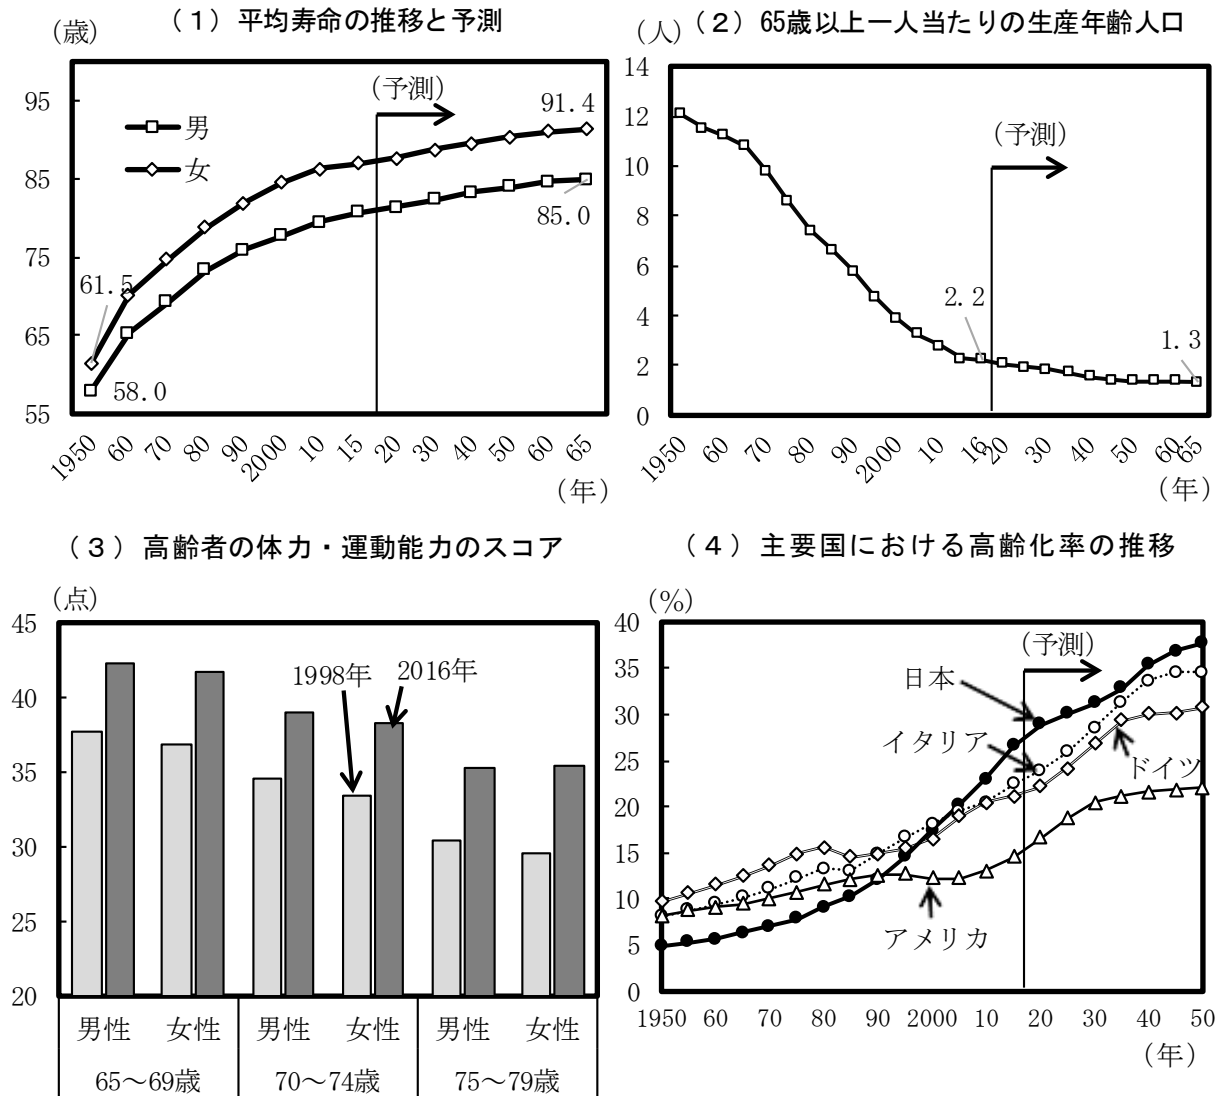 （１）平均寿命の推移と予測
(歳)
95
85
75
65
55
男
女
(予測)
91.4
85.0
61.5
58.0
1950 60 70 80 90 2000 10 15 20 30 40 50 60 65
(年)
（２）65歳以上一人当たりの生産年齢人口
(人)
14
12
10
8
6
4
2
0
(予測)
2.2
1.3
1950 60 70 80 90 2000 10 16 20 30 40 50 60 65
(年)
（３）高齢者の体力・運動能力のスコア
(点)
45
40
35
30
25
20
1998年
2016年
男性 女性 男性 女性 男性 女性
65～69歳 70～74歳 75～79歳
（４）主要国における高齢化率の推移
(%)
40
35
30
25
20
15
10
5
0
(予測)
日本
イタリア
ドイツ
アメリカ
1950 60 70 80 90 2000 10 20 30 40 50
(年)